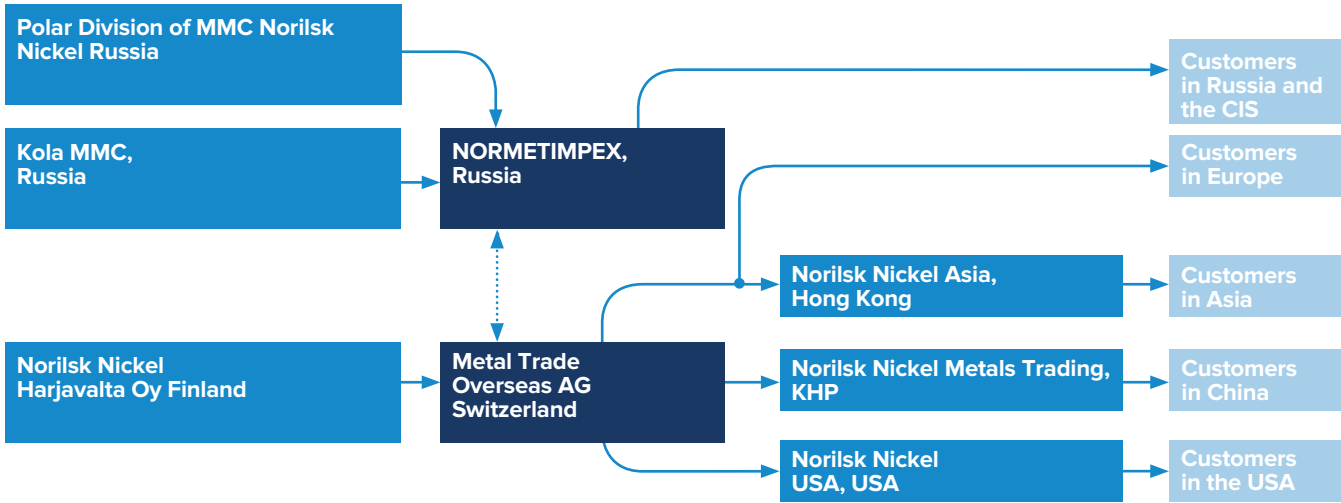 Polar Division of MMC Norilsk
Nickel Russia
Customers
in Russia and
the CIS
Kola MMC,
Russia
NORMETIMPEX,
Russia
Customers
in Europe
Norilsk Nickel Asia,
Hong Kong
Customers
in Asia
Norilsk Nickel
Harjavalta Oy Finland
Metal Trade
Overseas AG
Switzerland
Norilsk Nickel Metals Trading,
КНР
Customers
in China
Norilsk Nickel
USA, USA
Customers
in the USA